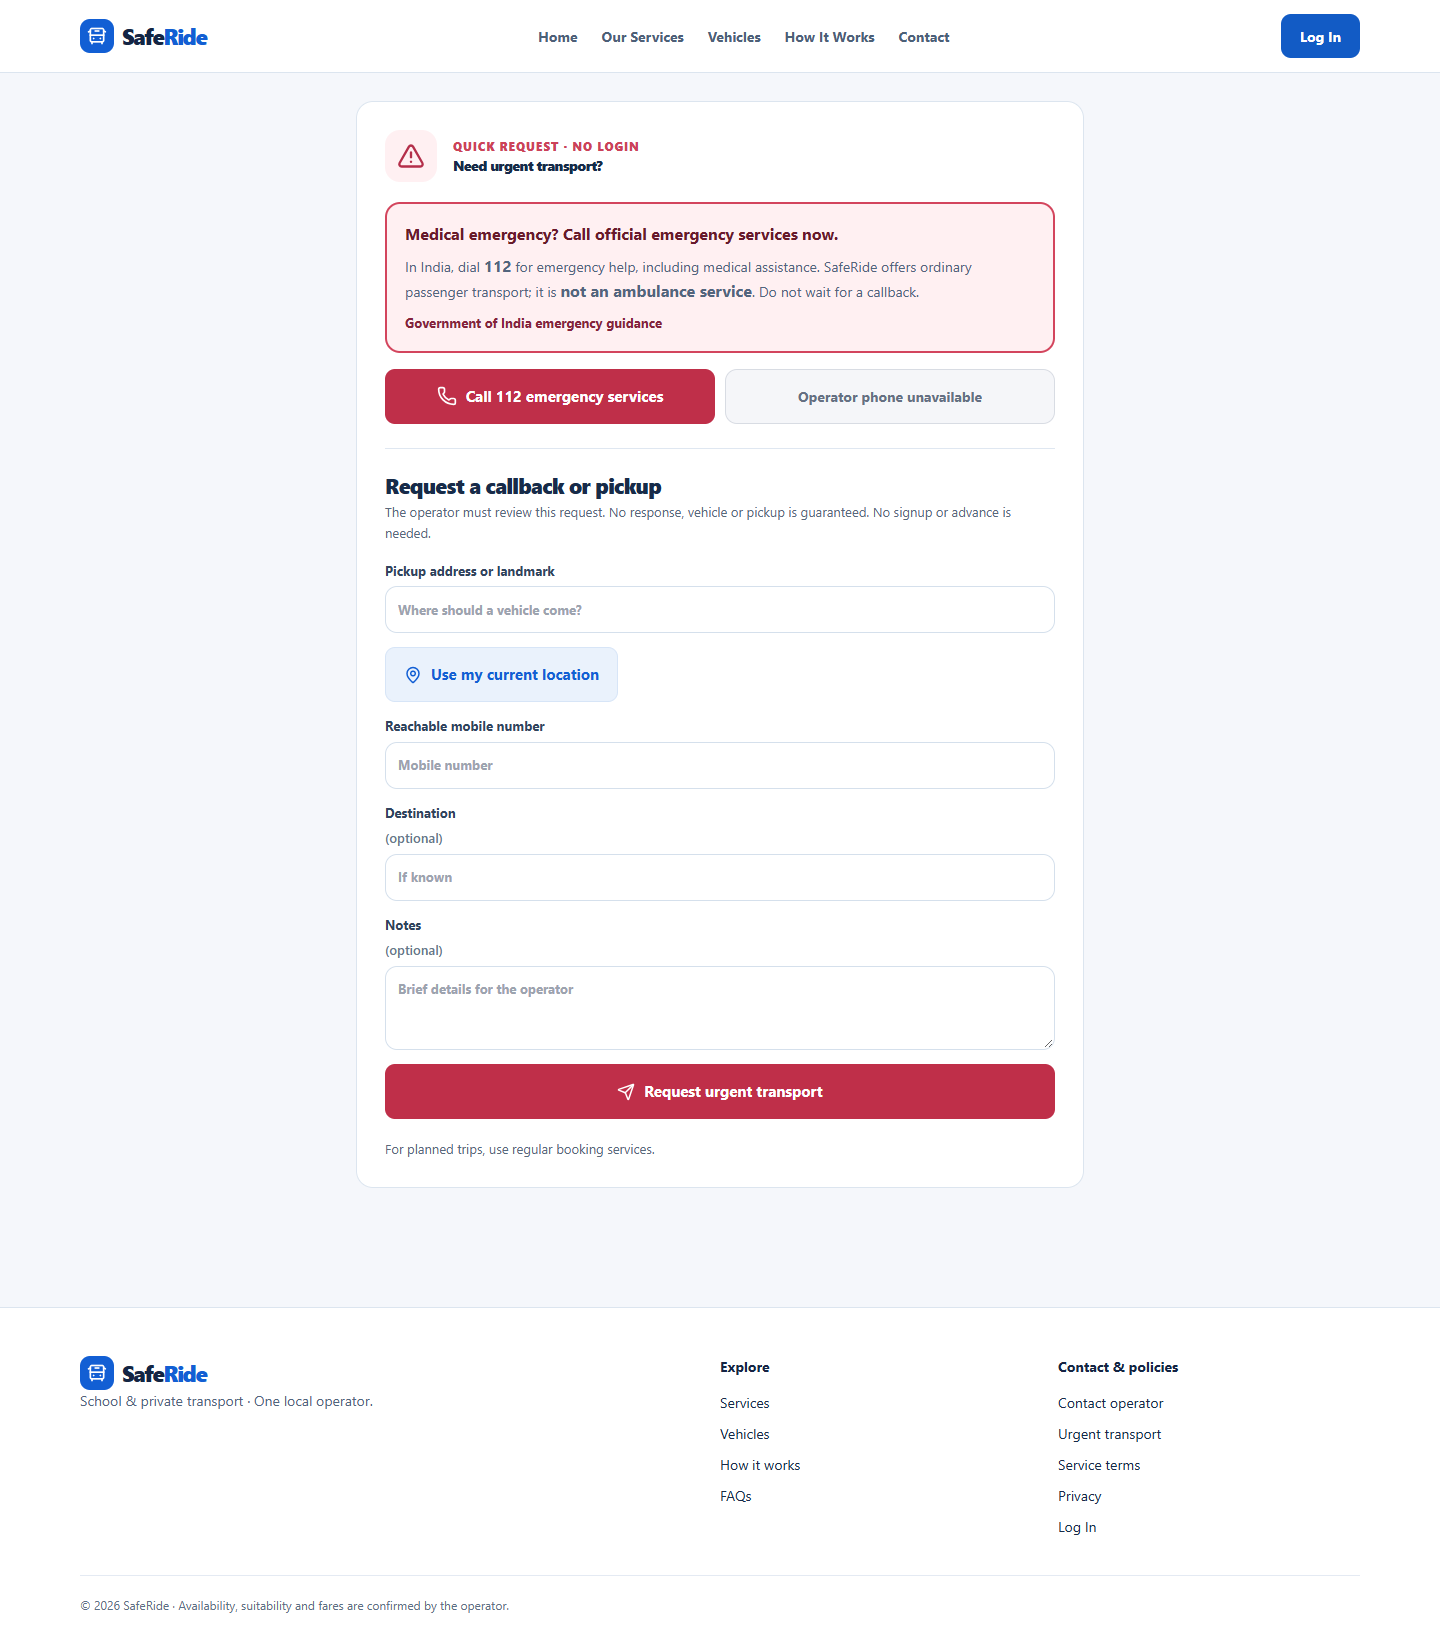 SafeRide
Home
Our Services
Vehicles
How It Works
Contact
Log In
QUICK REQUEST · NO LOGIN
Need urgent transport?
Medical emergency? Call official emergency services now.
In India, dial 112 for emergency help, including medical assistance. SafeRide offers ordinary
passenger transport; it is not an ambulance service. Do not wait for a callback.
Government of India emergency guidance
Call 112 emergency services
Operator phone unavailable
Request a callback or pickup
The operator must review this request. No response, vehicle or pickup is guaranteed. No signup or advance is
needed.
Pickup address or landmark
Where should a vehicle come?
Use my current location
Reachable mobile number
Mobile number
Destination
(optional)
If known
Notes
(optional)
Brief details for the operator
Request urgent transport
For planned trips, use regular booking services.
SafeRide
School & private transport · One local operator.
Explore
Services
Vehicles
How it works
FAQs
Contact & policies
Contact operator
Urgent transport
Service terms
Privacy
Log In
© 2026 SafeRide · Availability, suitability and fares are confirmed by the operator.